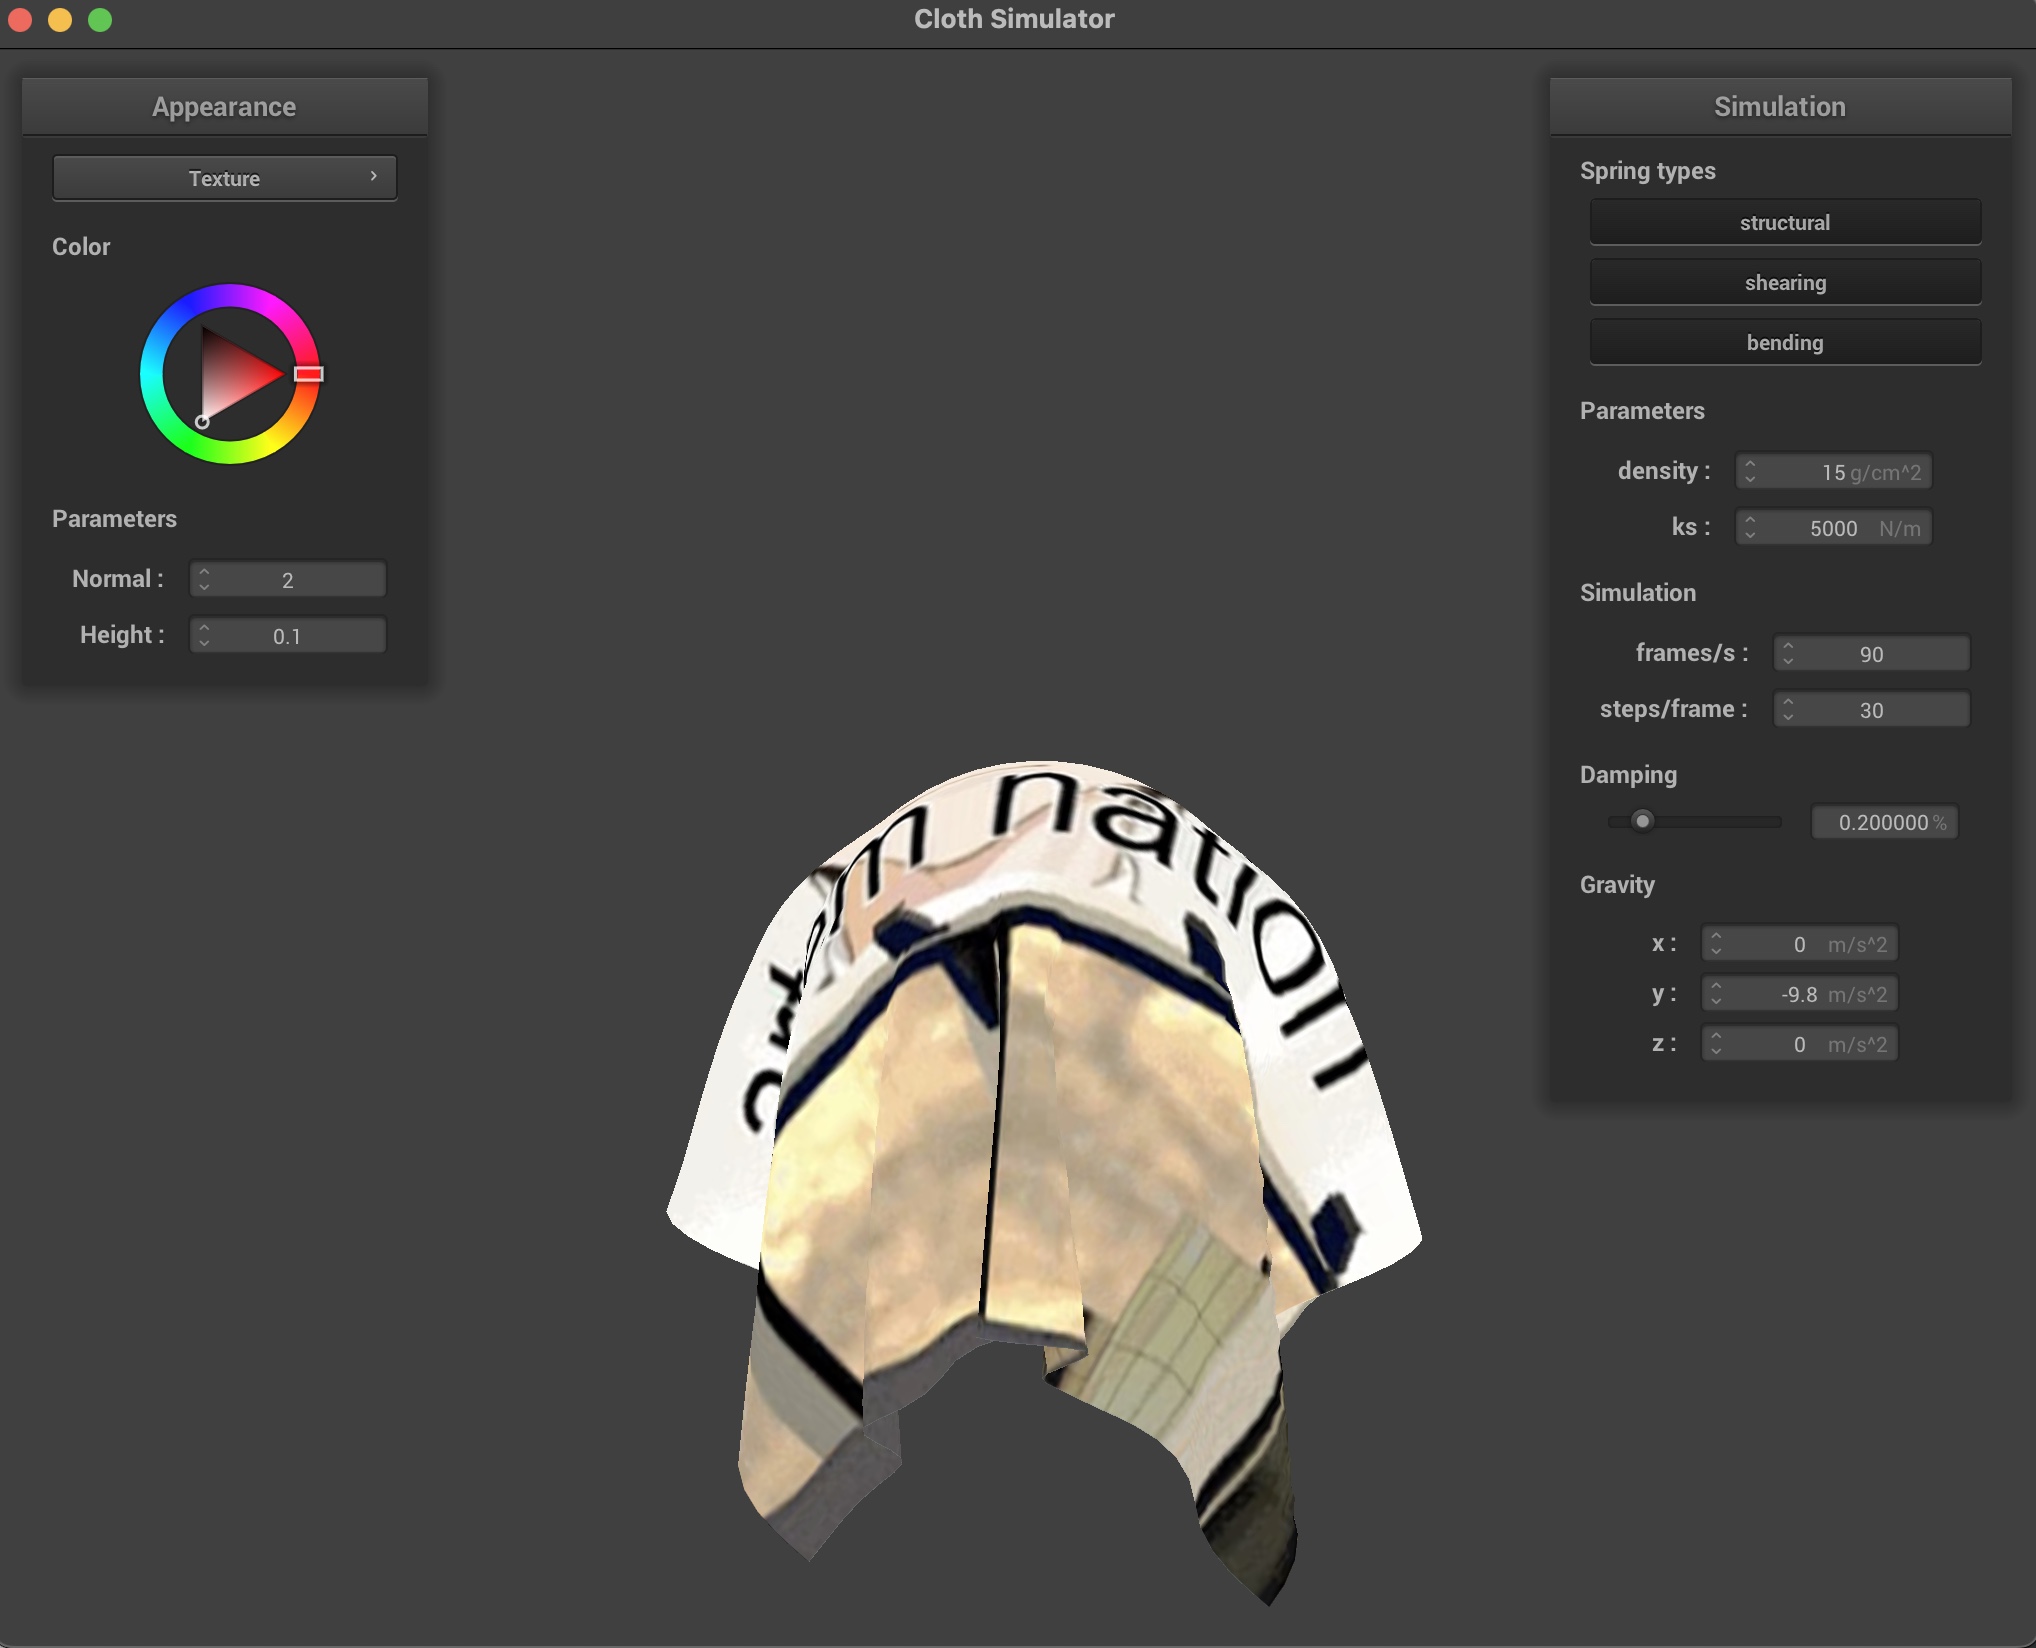 Cloth Simulator
Appearance
Texture
Color
Parameters
Normal : 2
Height : 0.1
Simulation
Spring types
structural
shearing
bending
Parameters
density : 15 g/cm^2
ks : 5000 N/m
Simulation
frames/s : 90
steps/frame : 30
Damping
0.200000 %
Gravity
x : 0 m/s^2
y : -9.8 m/s^2
z : 0 m/s^2
nation